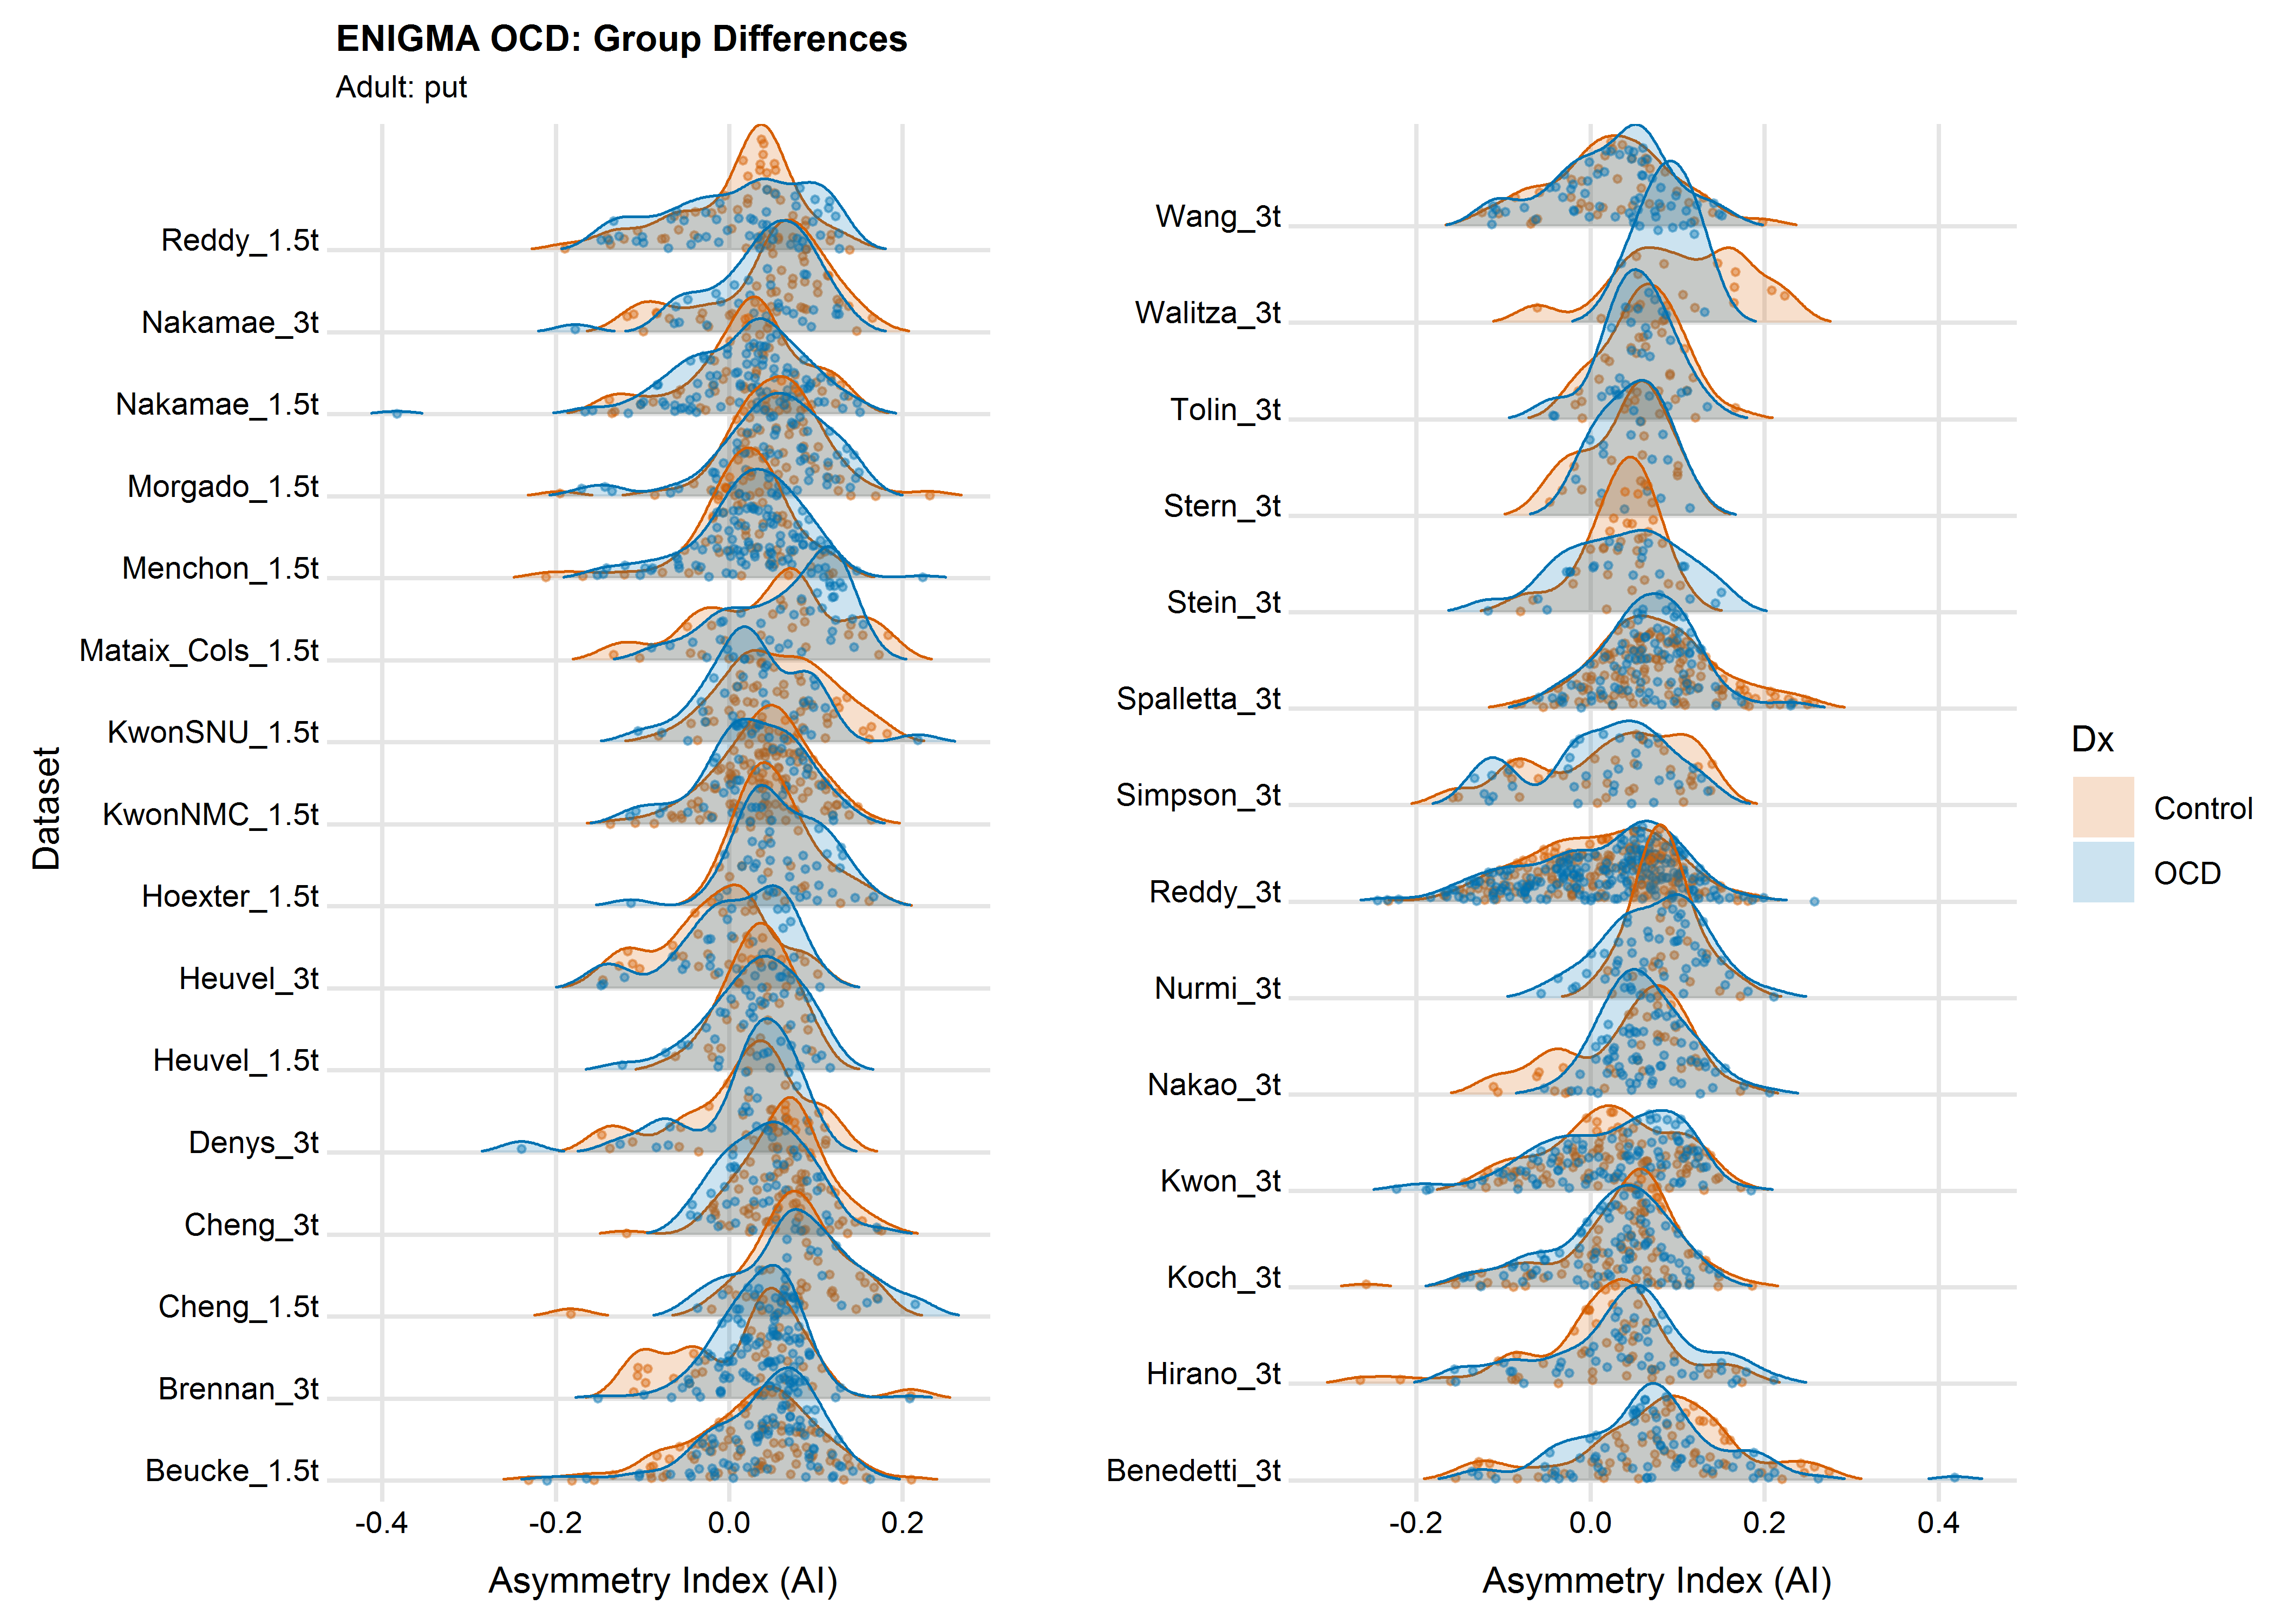 ENIGMA OCD: Group Differences
Adult: put
Dataset
Reddy_1.5t
Nakamae_3t
Nakamae_1.5t
Morgado_1.5t
Menchon_1.5t
Mataix_Cols_1.5t
KwonSNU_1.5t
KwonNMC_1.5t
Hoexter_1.5t
Heuvel_3t
Heuvel_1.5t
Denys_3t
Cheng_3t
Cheng_1.5t
Brennan_3t
Beucke_1.5t
-0.4 -0.2 0.0 0.2
Asymmetry Index (AI)
Wang_3t
Walitza_3t
Tolin_3t
Stern_3t
Stein_3t
Spalletta_3t
Simpson_3t
Reddy_3t
Nurmi_3t
Nakao_3t
Kwon_3t
Koch_3t
Hirano_3t
Benedetti_3t
-0.2 0.0 0.2 0.4
Asymmetry Index (AI)
Dx
Control
OCD